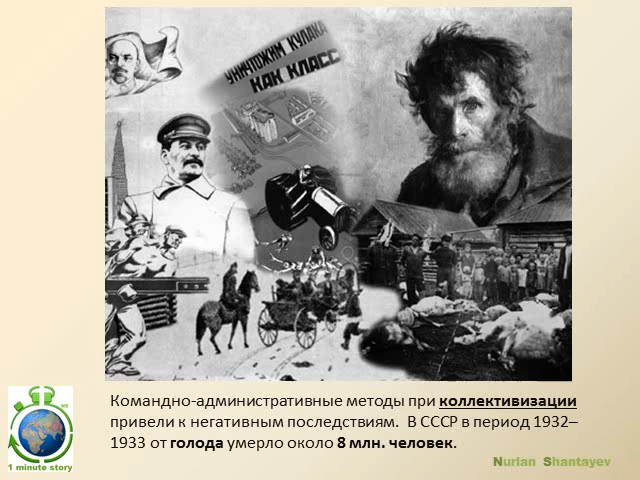 УНИЧТОЖИМ КУЛАКА
КАК КЛАСС
Командно-административные методы при коллективизации
привели к негативным последствиям. В СССР в период 1932–
1933 от голода умерло около 8 млн. человек.
1 minute story
Nurlan Shantayev